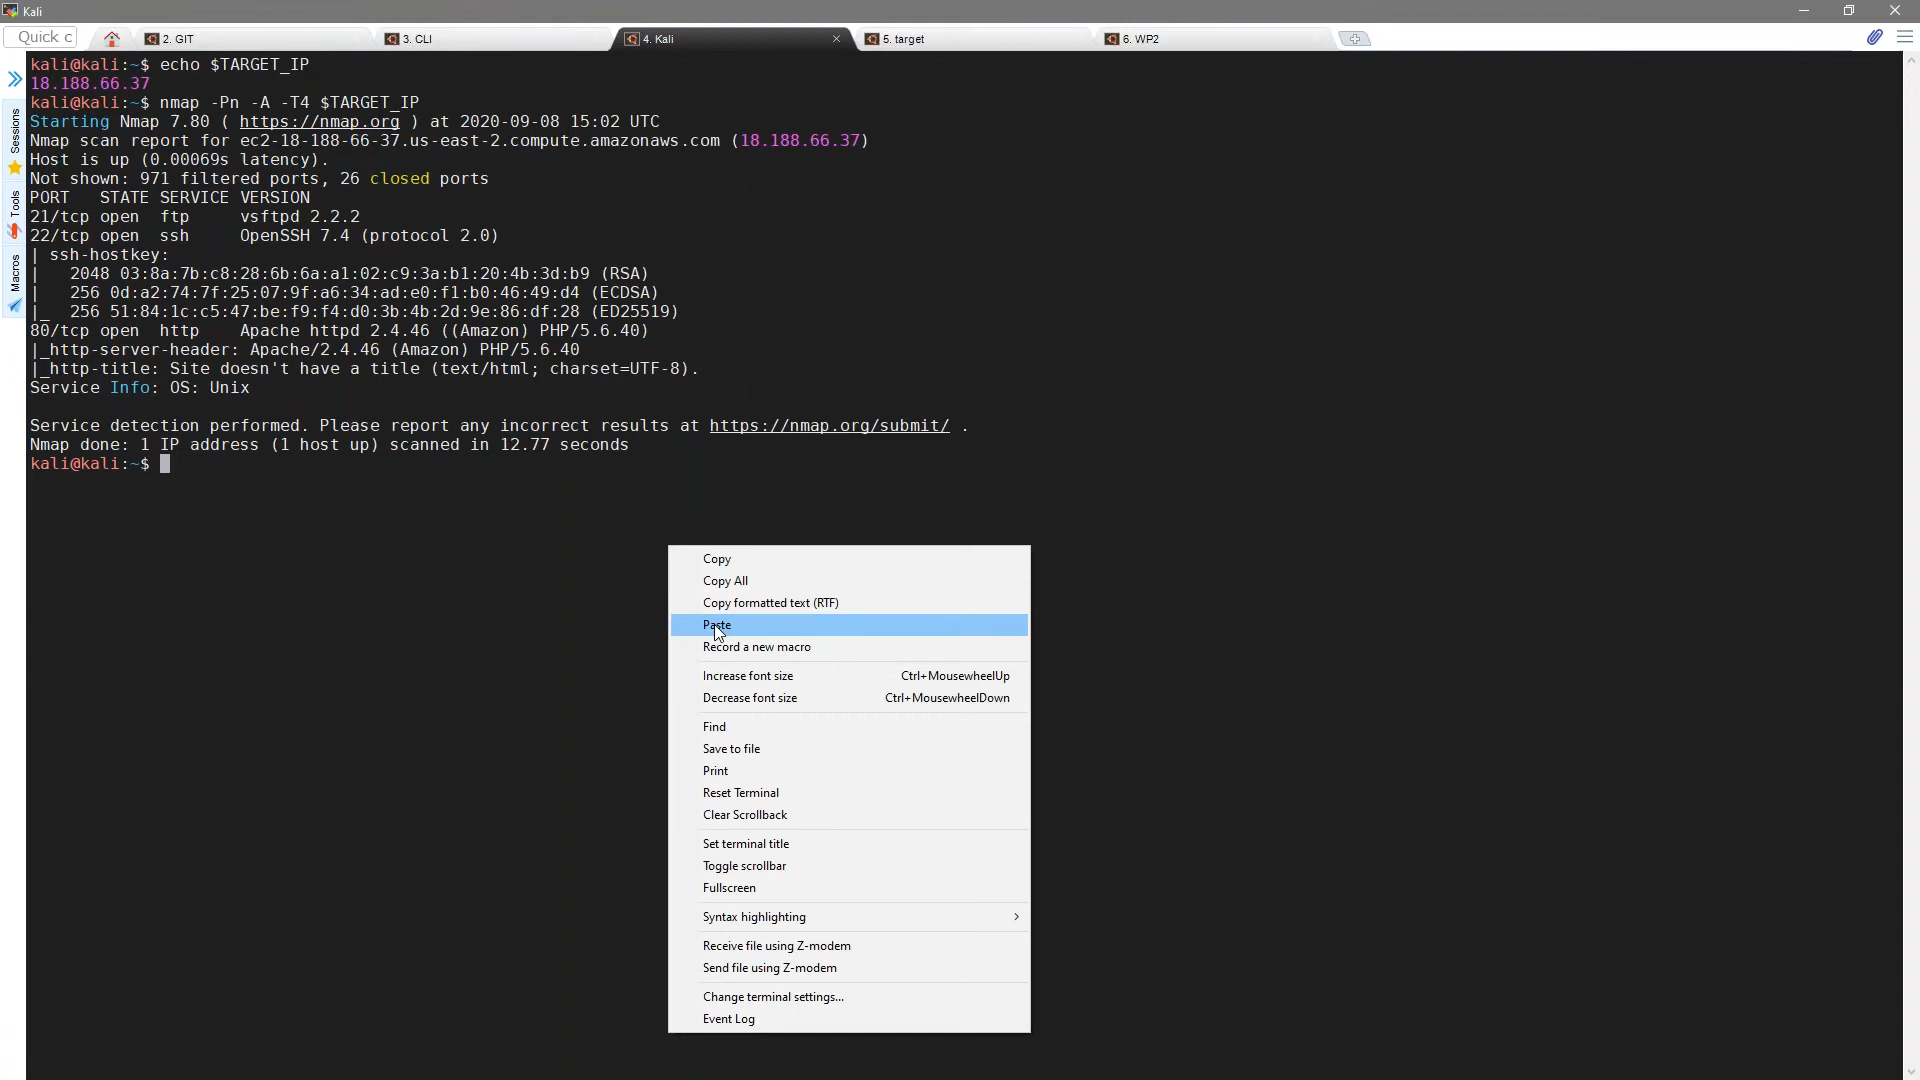 Kali
Quick c
2. GIT
3. CLI
4. Kali
5. target
6. WP2
Sessions
Tools
Macros
kali@kali:~$ echo $TARGET_IP
18.188.66.37
kali@kali:~$ nmap -Pn -A -T4 $TARGET_IP
Starting Nmap 7.80 ( https://nmap.org ) at 2020-09-08 15:02 UTC
Nmap scan report for ec2-18-188-66-37.us-east-2.compute.amazonaws.com (18.188.66.37)
Host is up (0.00069s latency).
Not shown: 971 filtered ports, 26 closed ports
PORT   STATE SERVICE VERSION
21/tcp open  ftp     vsftpd 2.2.2
22/tcp open  ssh     OpenSSH 7.4 (protocol 2.0)
| ssh-hostkey:
|   2048 03:8a:7b:c8:28:6b:6a:a1:02:c9:3a:b1:20:4b:3d:b9 (RSA)
|   256 0d:a2:74:7f:25:07:9f:a6:34:ad:e0:f1:b0:46:49:d4 (ECDSA)
|_  256 51:84:1c:c5:47:be:f9:f4:d0:3b:4b:2d:9e:86:df:28 (ED25519)
80/tcp open  http    Apache httpd 2.4.46 ((Amazon) PHP/5.6.40)
|_http-server-header: Apache/2.4.46 (Amazon) PHP/5.6.40
|_http-title: Site doesn't have a title (text/html; charset=UTF-8).
Service Info: OS: Unix
Service detection performed. Please report any incorrect results at https://nmap.org/submit/ .
Nmap done: 1 IP address (1 host up) scanned in 12.77 seconds
kali@kali:~$
Copy
Copy All
Copy formatted text (RTF)
Paste
Record a new macro
Increase font size Ctrl+MousewheelUp
Decrease font size Ctrl+MousewheelDown
Find
Save to file
Print
Reset Terminal
Clear Scrollback
Set terminal title
Toggle scrollbar
Fullscreen
Syntax highlighting
Receive file using Z-modem
Send file using Z-modem
Change terminal settings...
Event Log